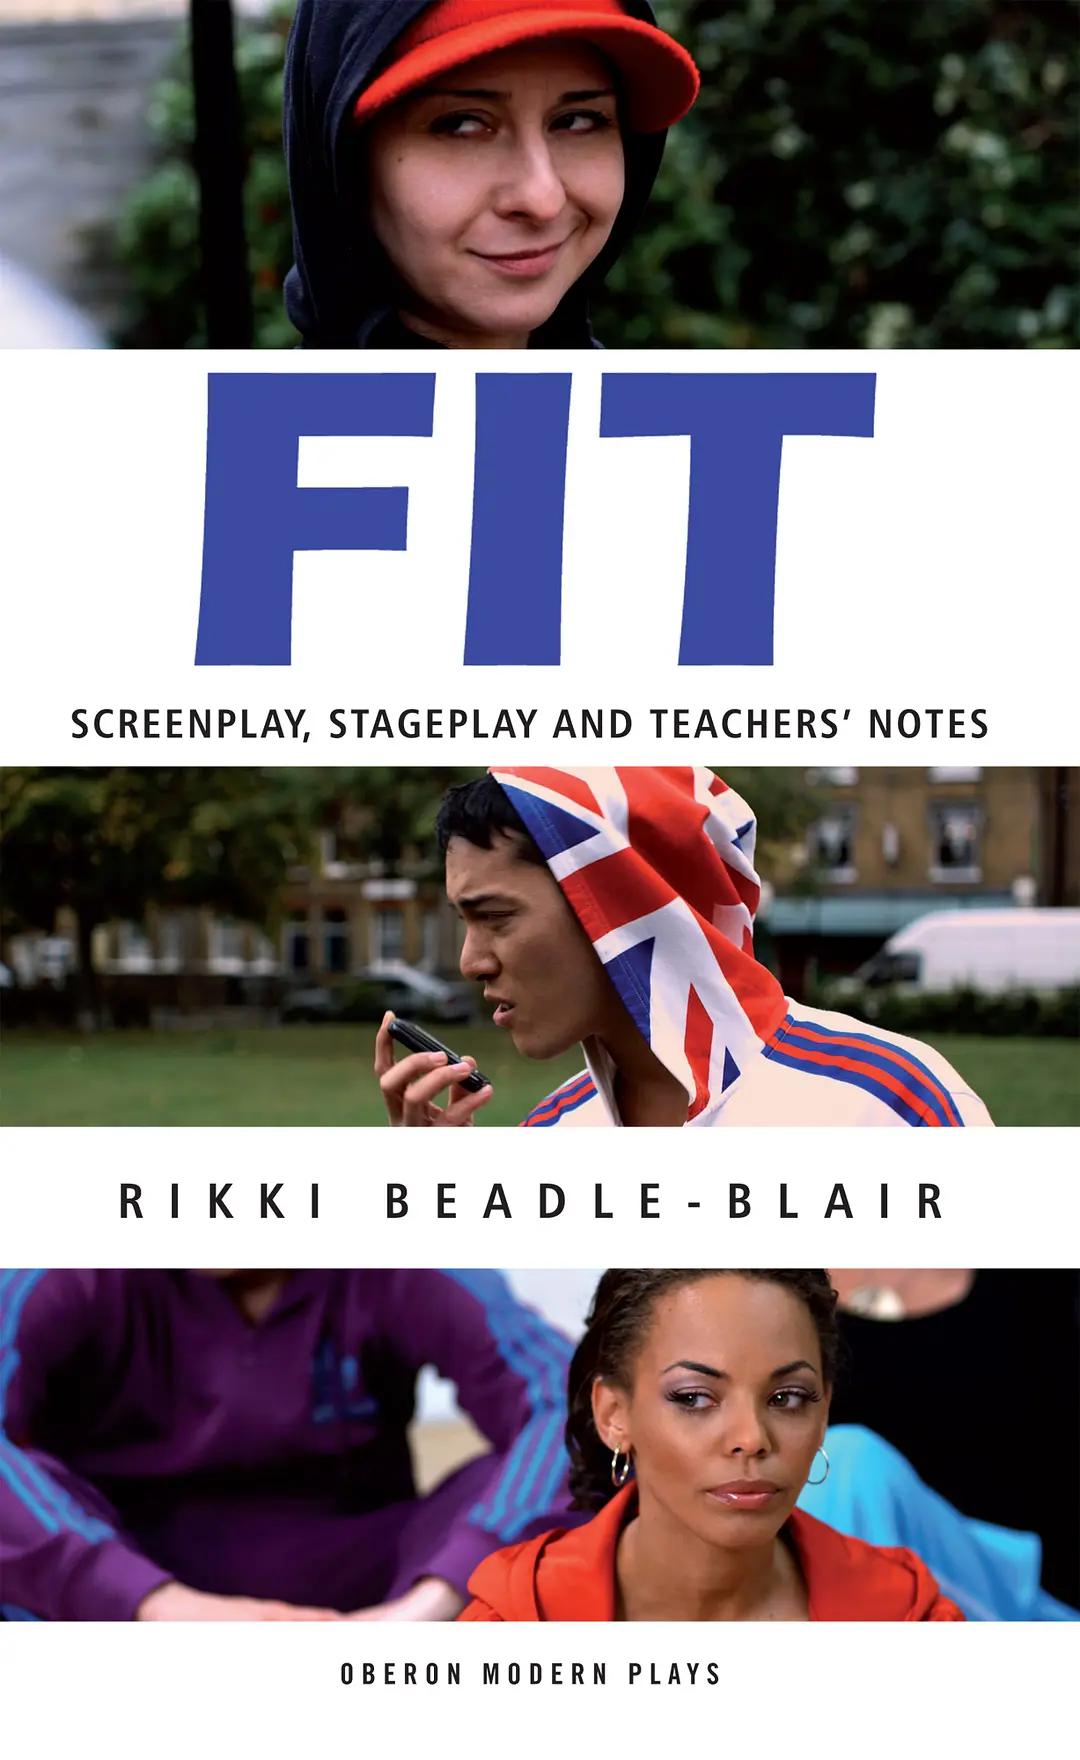 FIT
SCREENPLAY, STAGEPLAY AND TEACHERS’ NOTES
RIKKI BEADLE-BLAIR
OBERON MODERN PLAYS